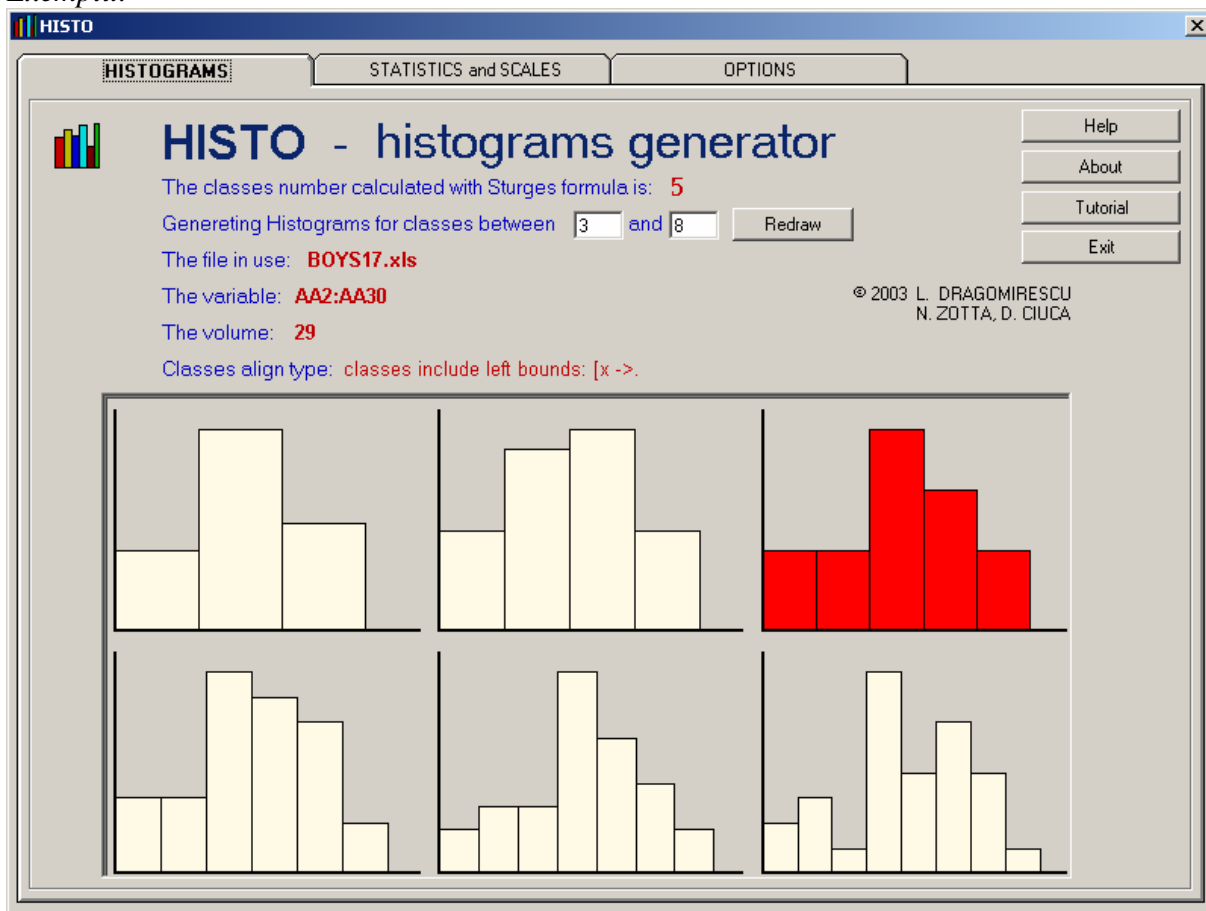 HISTO
HISTOGRAMS
STATISTICS and SCALES
OPTIONS
HISTO - histograms generator
The classes number calculated with Sturges formula is: 5
Genereting Histograms for classes between 3 and 8 Redraw
The file in use: BOYS17.xls
The variable: AA2:AA30
The volume: 29
Classes align type: classes include left bounds: [x ->.
Help
About
Tutorial
Exit
© 2003 L. DRAGOMIRESCU
N. ZOTTA, D. CIUCA